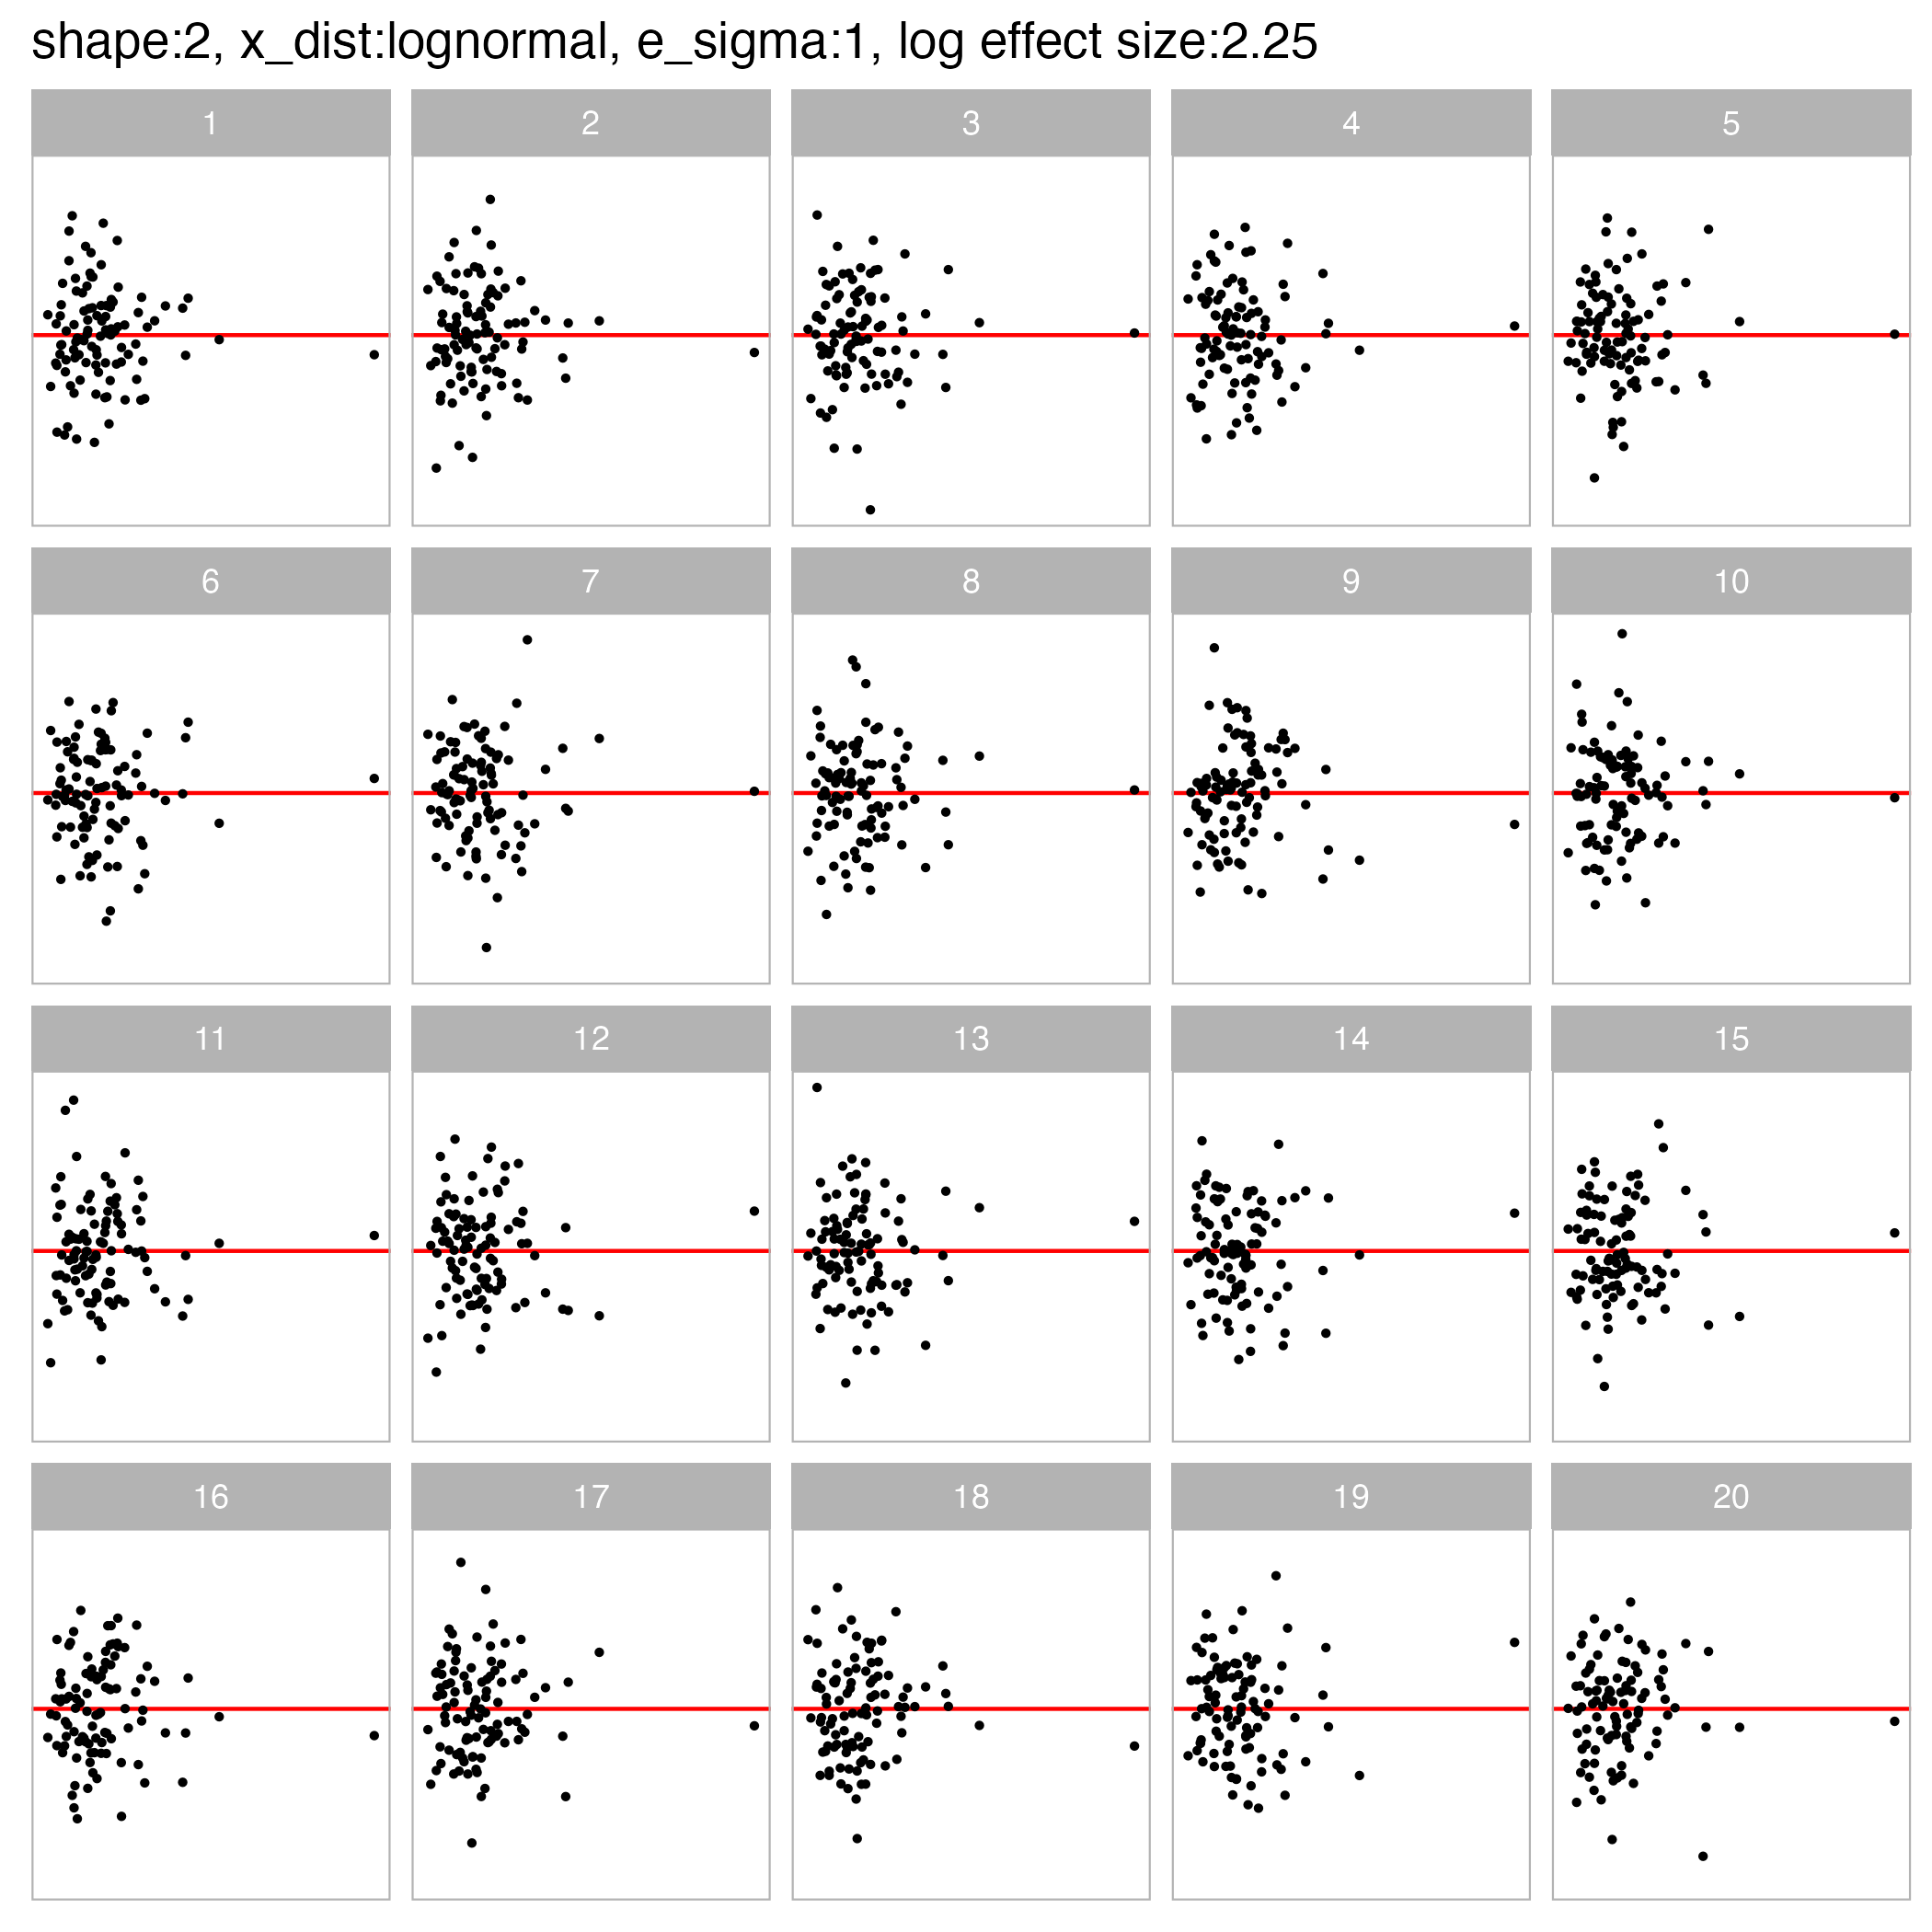 shape:2, x_dist:lognormal, e_sigma:1, log effect size:2.25
1 2 3 4 5
6 7 8 9 10
11 12 13 14 15
16 17 18 19 20